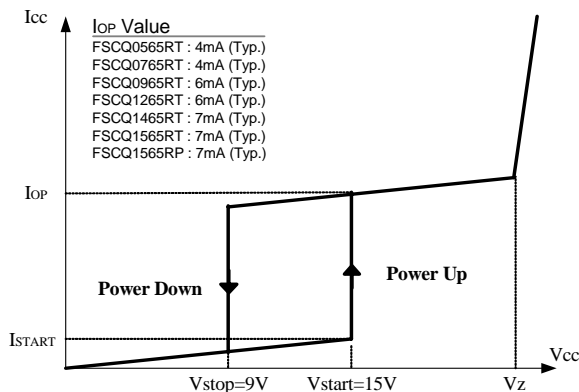 Icc
IOP Value
FSCQ0565RT : 4mA (Typ.)
FSCQ0765RT : 4mA (Typ.)
FSCQ0965RT : 6mA (Typ.)
FSCQ1265RT : 6mA (Typ.)
FSCQ1465RT : 7mA (Typ.)
FSCQ1565RT : 7mA (Typ.)
FSCQ1565RP : 7mA (Typ.)
IOP
Power Down
Power Up
ISTART
Vcc
Vstop=9V
Vstart=15V
Vz